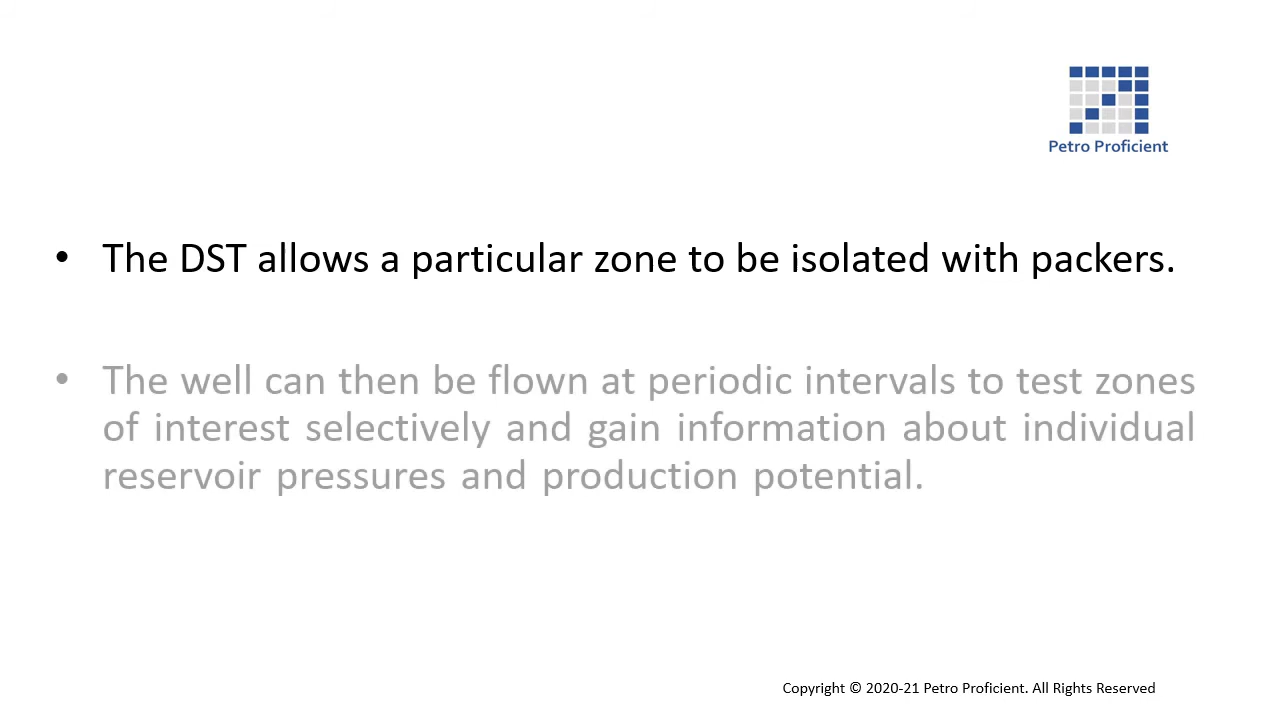 Petro Proficient
• The DST allows a particular zone to be isolated with packers.
• The well can then be flown at periodic intervals to test zones
of interest selectively and gain information about individual
reservoir pressures and production potential.
Copyright © 2020-21 Petro Proficient. All Rights Reserved